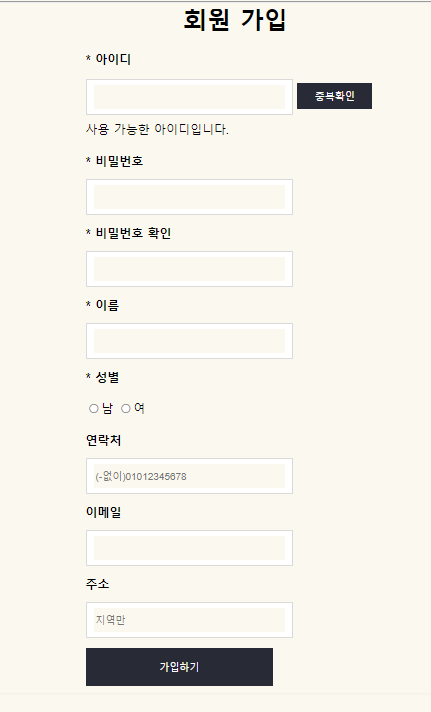 회원 가입
* 아이디
중복확인
사용 가능한 아이디입니다.
* 비밀번호
* 비밀번호 확인
* 이름
* 성별
남 여
연락처
(-없이)01012345678
이메일
주소
지역만
가입하기